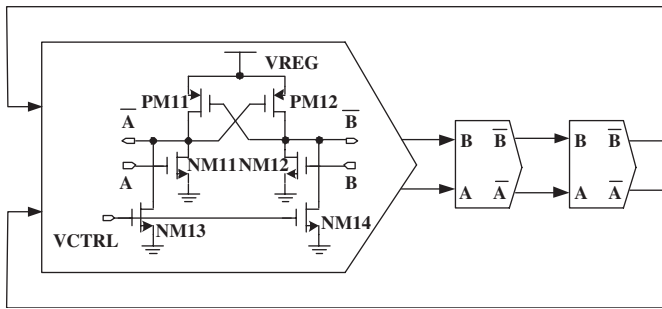 VREG
PM11 PM12
A̅ B̅
NM11 NM12
A B
VCTRL NM13 NM14
B B̅ B B̅
A A̅ A A̅